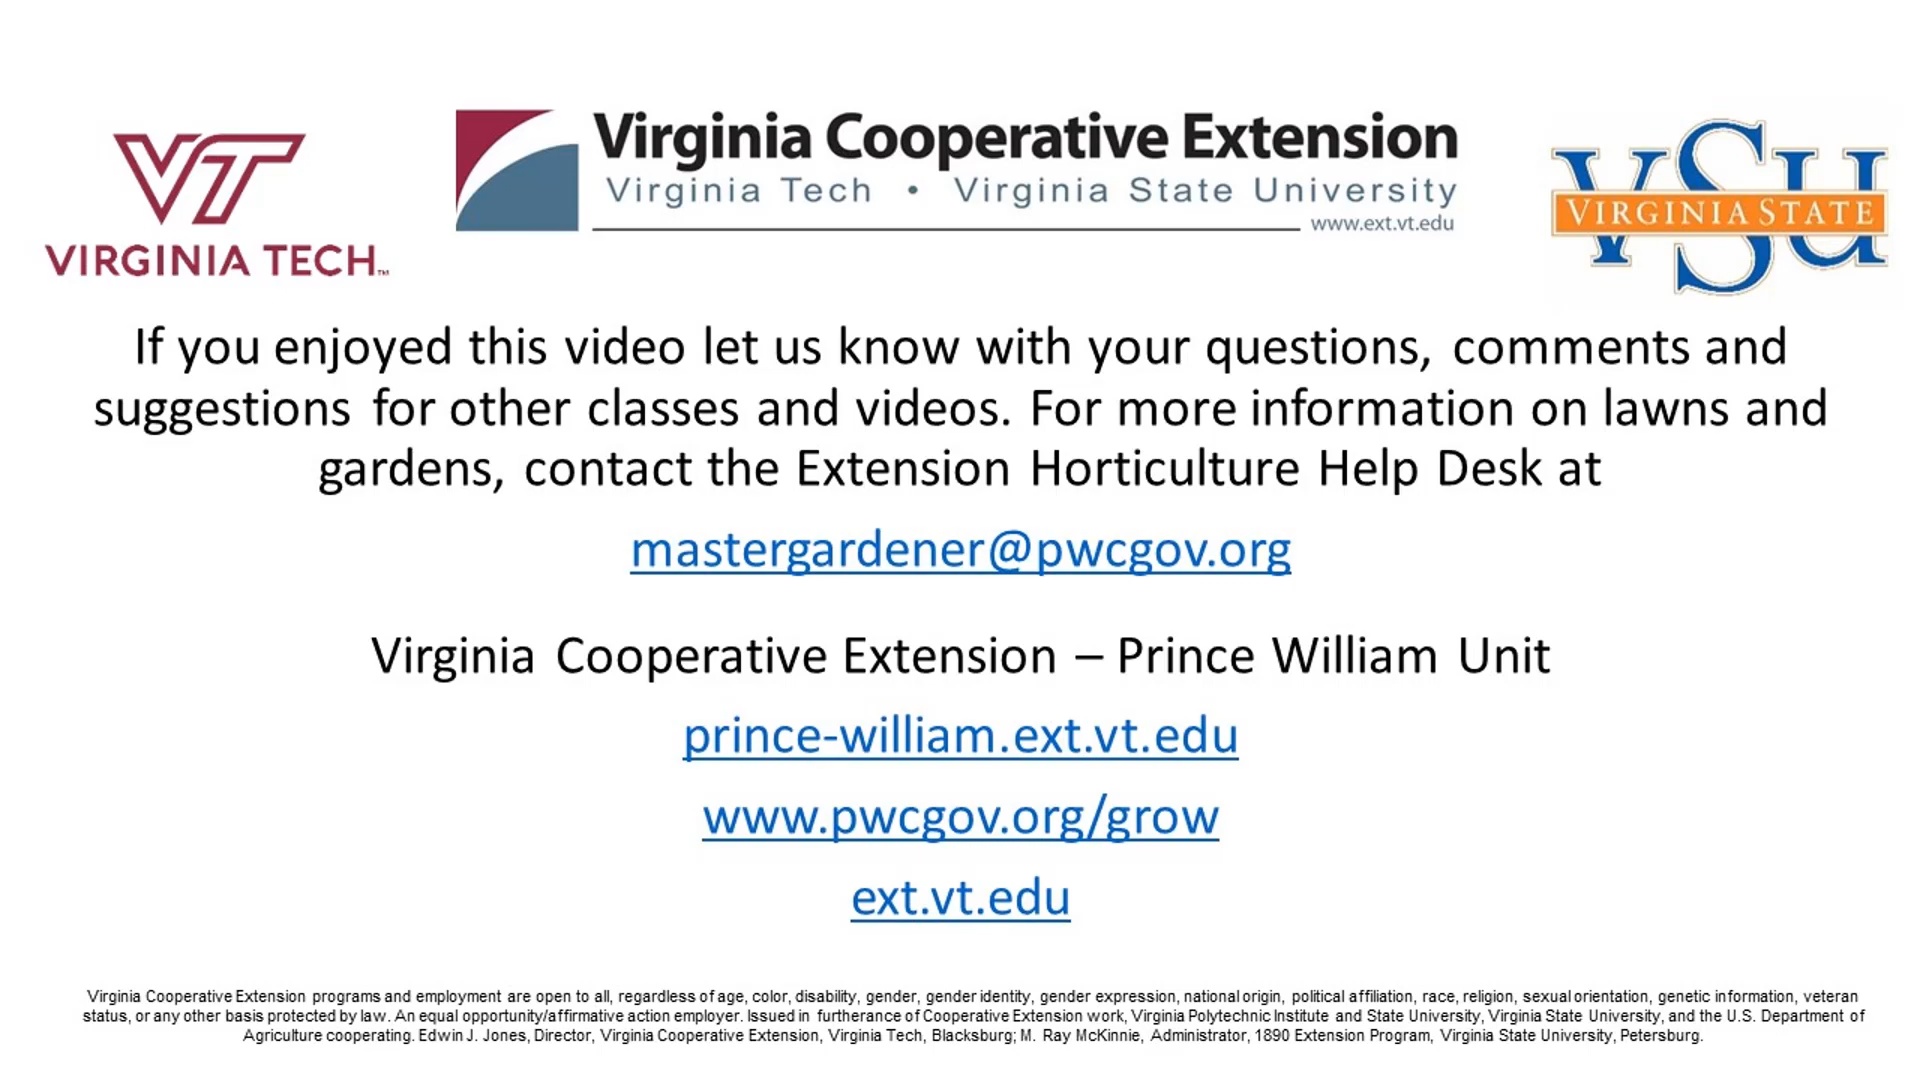 VT
VIRGINIA TECH™
Virginia Cooperative Extension
Virginia Tech • Virginia State University
www.ext.vt.edu
VSU
VIRGINIA STATE
If you enjoyed this video let us know with your questions, comments and
suggestions for other classes and videos. For more information on lawns and
gardens, contact the Extension Horticulture Help Desk at
mastergardener@pwcgov.org
Virginia Cooperative Extension – Prince William Unit
prince-william.ext.vt.edu
www.pwcgov.org/grow
ext.vt.edu
Virginia Cooperative Extension programs and employment are open to all, regardless of age, color, disability, gender, gender identity, gender expression, national origin, political affiliation, race, religion, sexual orientation, genetic information, veteran
status, or any other basis protected by law. An equal opportunity/affirmative action employer. Issued in furtherance of Cooperative Extension work, Virginia Polytechnic Institute and State University, Virginia State University, and the U.S. Department of
Agriculture cooperating. Edwin J. Jones, Director, Virginia Cooperative Extension, Virginia Tech, Blacksburg; M. Ray McKinnie, Administrator, 1890 Extension Program, Virginia State University, Petersburg.